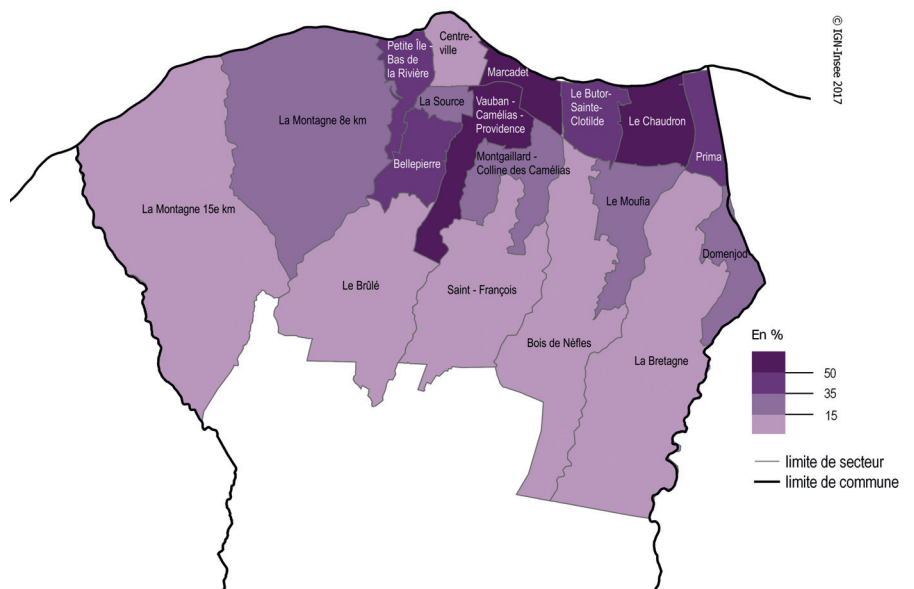 © IGN-Insee 2017
Centre-
ville
Petite Île -
Bas de
la Rivière
Marcadet
La Source
Vauban -
Camélias -
Providence
Le Butor-
Sainte-
Clotilde
Le Chaudron
La Montagne 8e km
Prima
Bellepierre
Montgaillard -
Colline des Camélias
La Montagne 15e km
Le Moufia
Domenjod
Le Brûlé
Saint - François
Bois de Néfles
La Bretagne
En %
50
35
15
limite de secteur
limite de commune